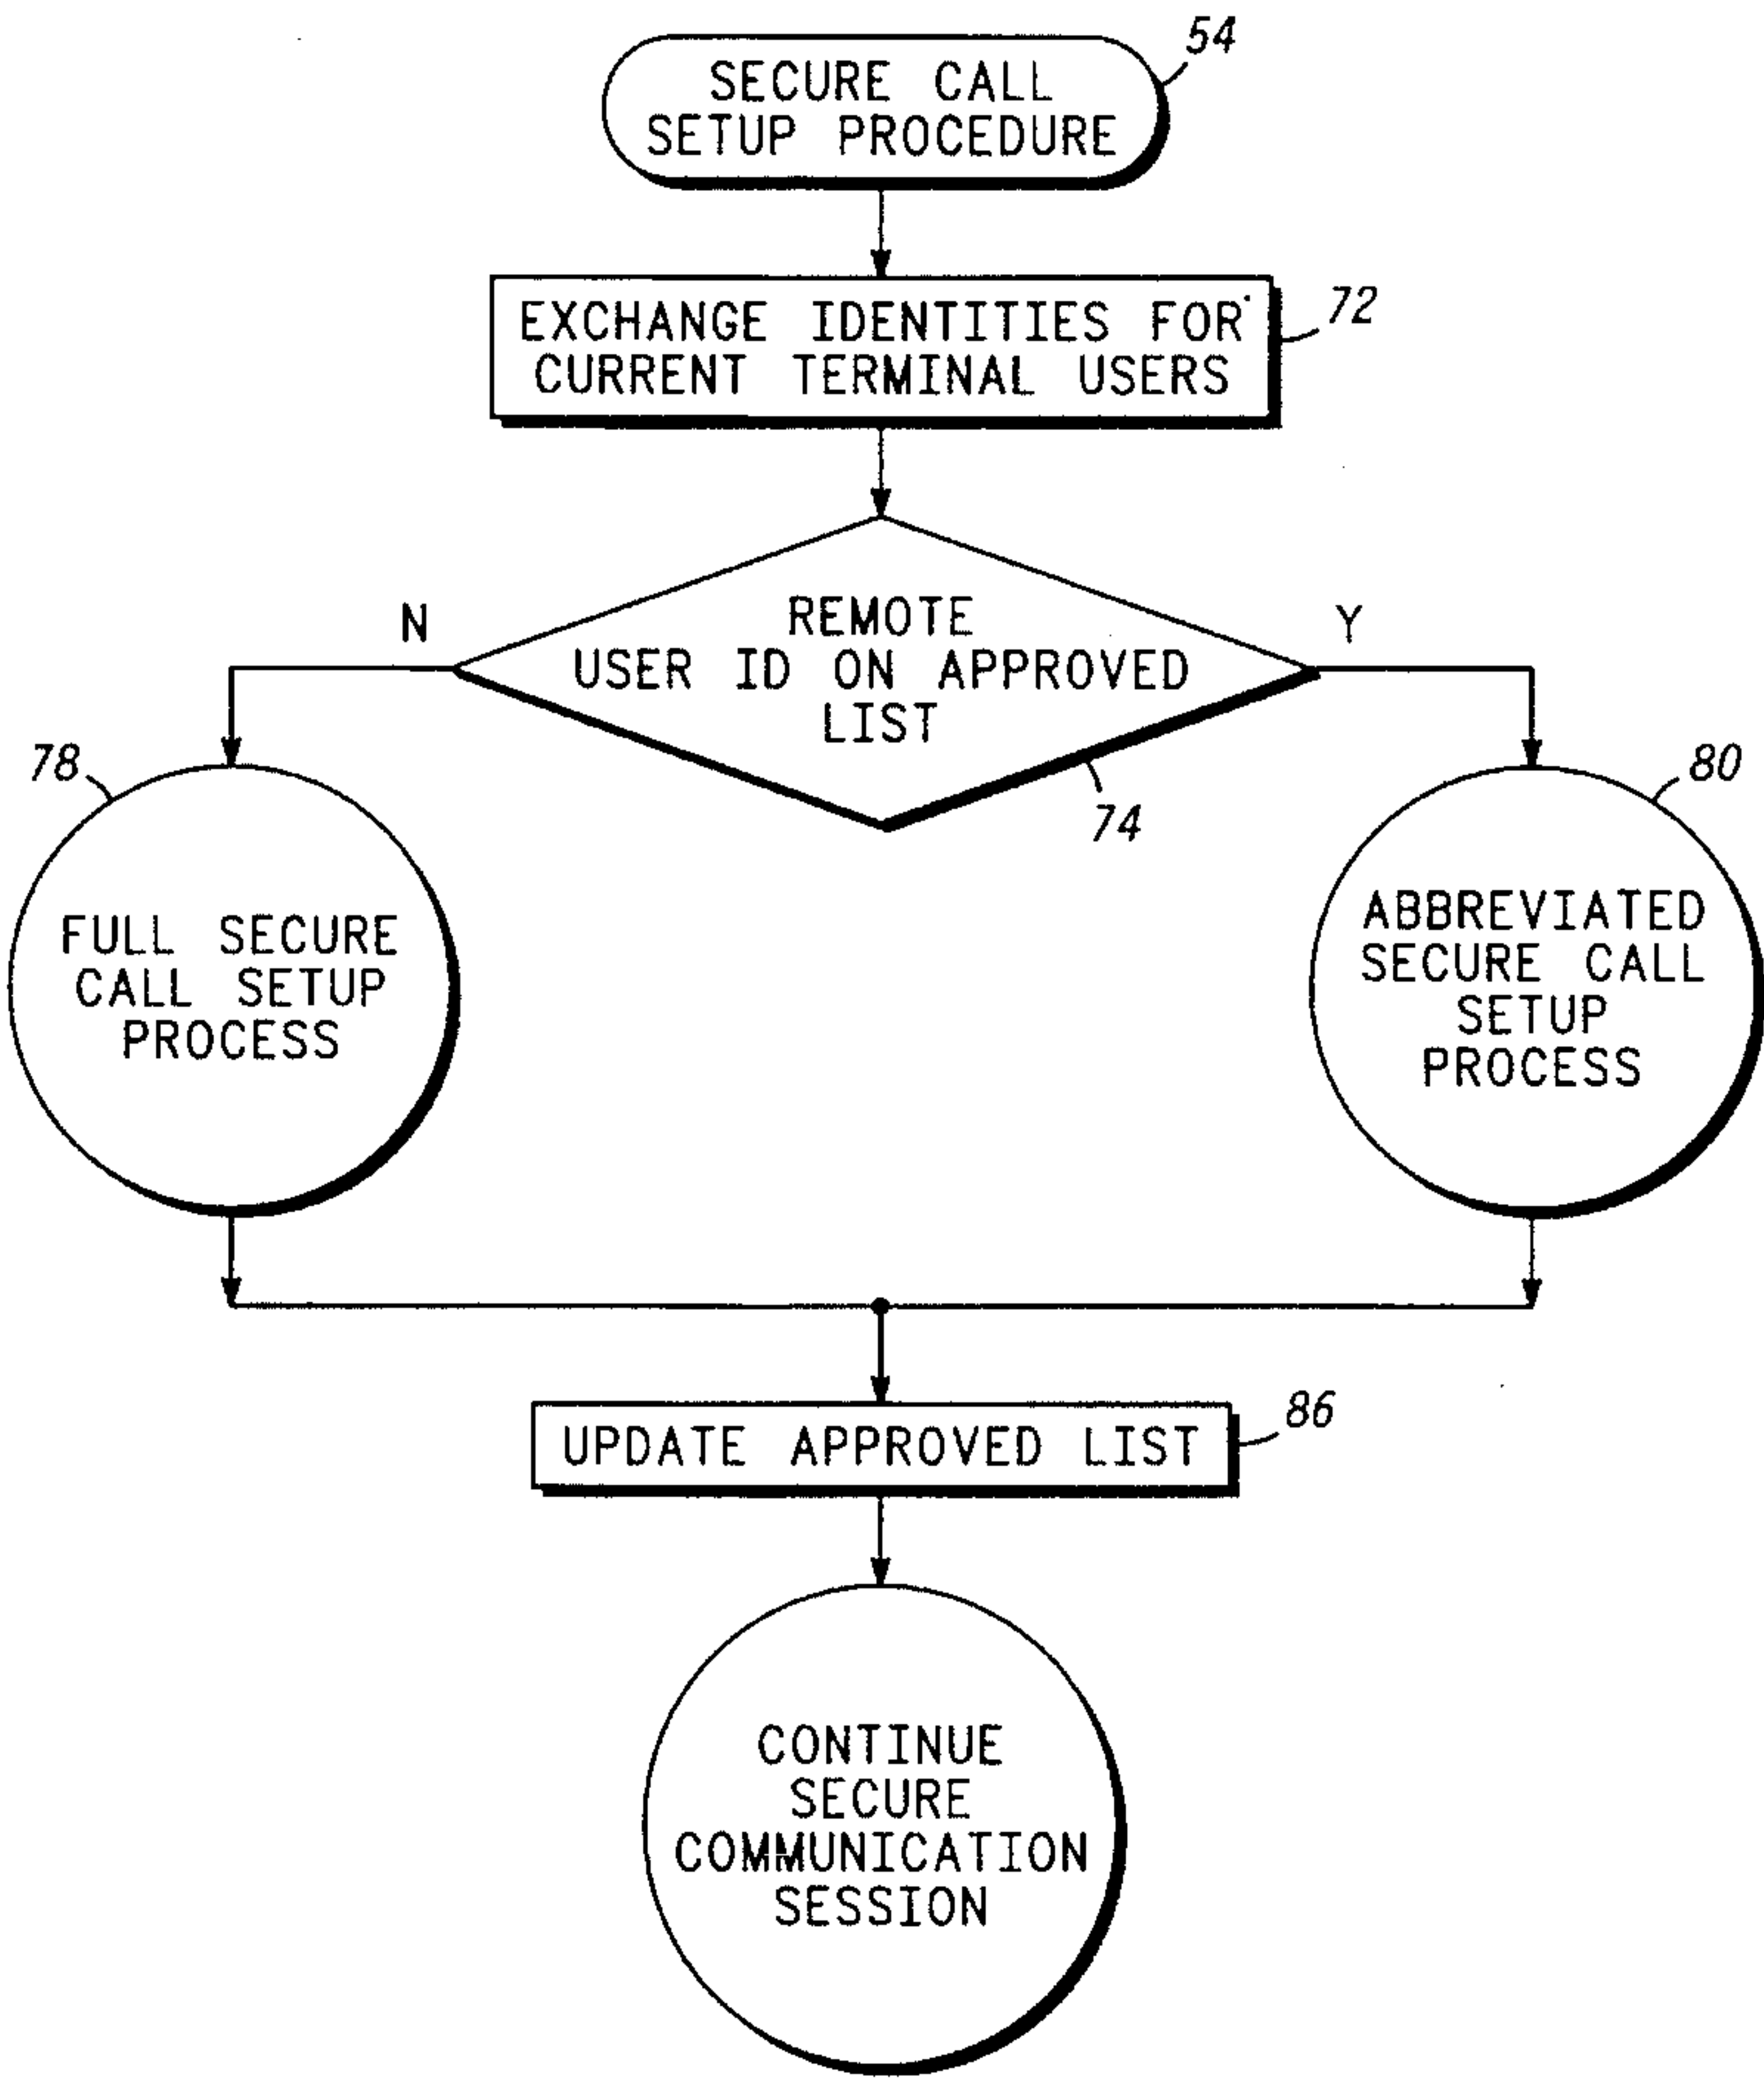 54
SECURE CALL
SETUP PROCEDURE
EXCHANGE IDENTITIES FOR
CURRENT TERMINAL USERS
72
N
REMOTE
USER ID ON APPROVED
LIST
Y
74
78
FULL SECURE
CALL SETUP
PROCESS
80
ABBREVIATED
SECURE CALL
SETUP
PROCESS
UPDATE APPROVED LIST
86
CONTINUE
SECURE
COMMUNICATION
SESSION